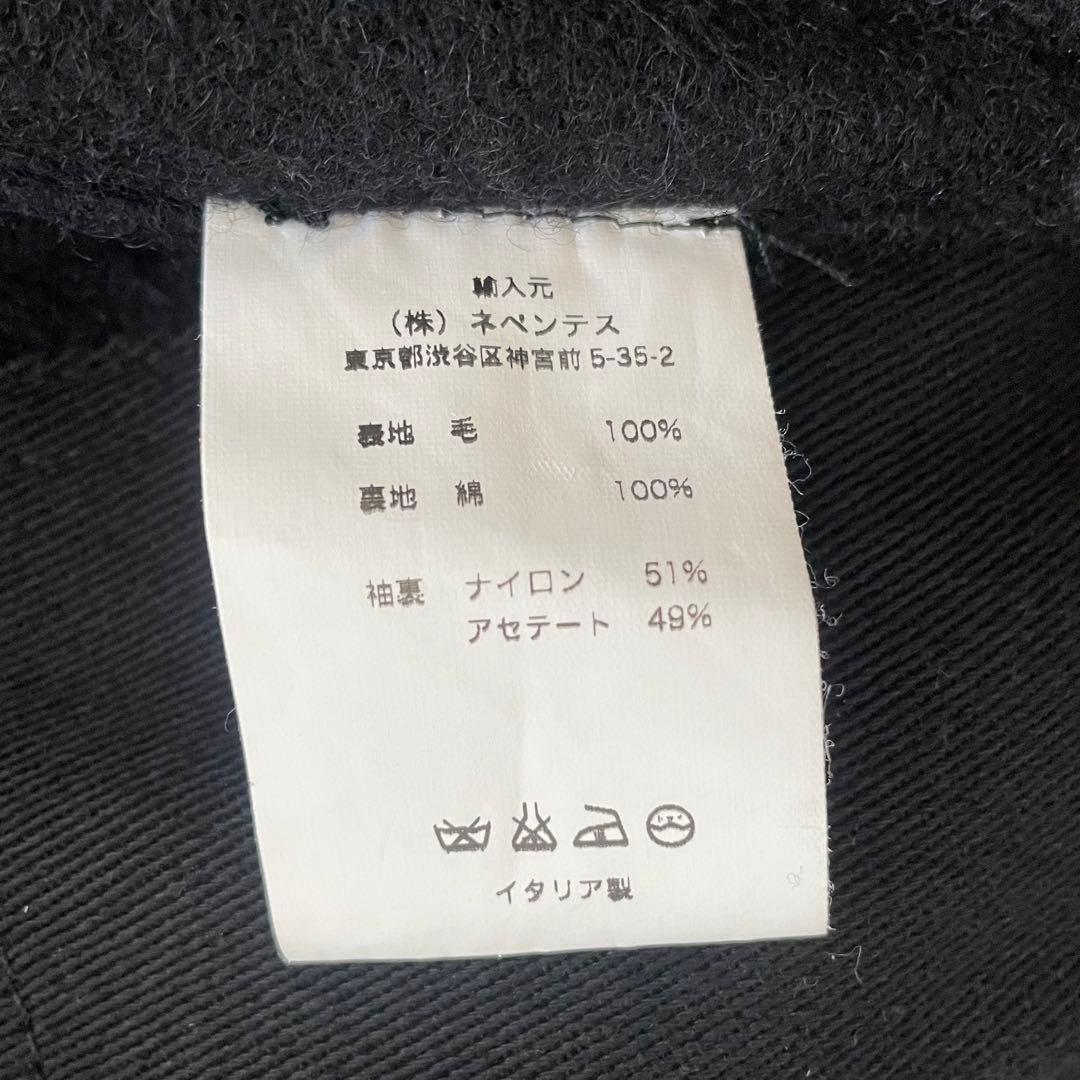 輸入元
（株）ネペンテス
東京都渋谷区神宮前 5-35-2
表地 毛 100%
裏地 綿 100%
袖裏 ナイロン 51%
アセテート 49%
イタリア製